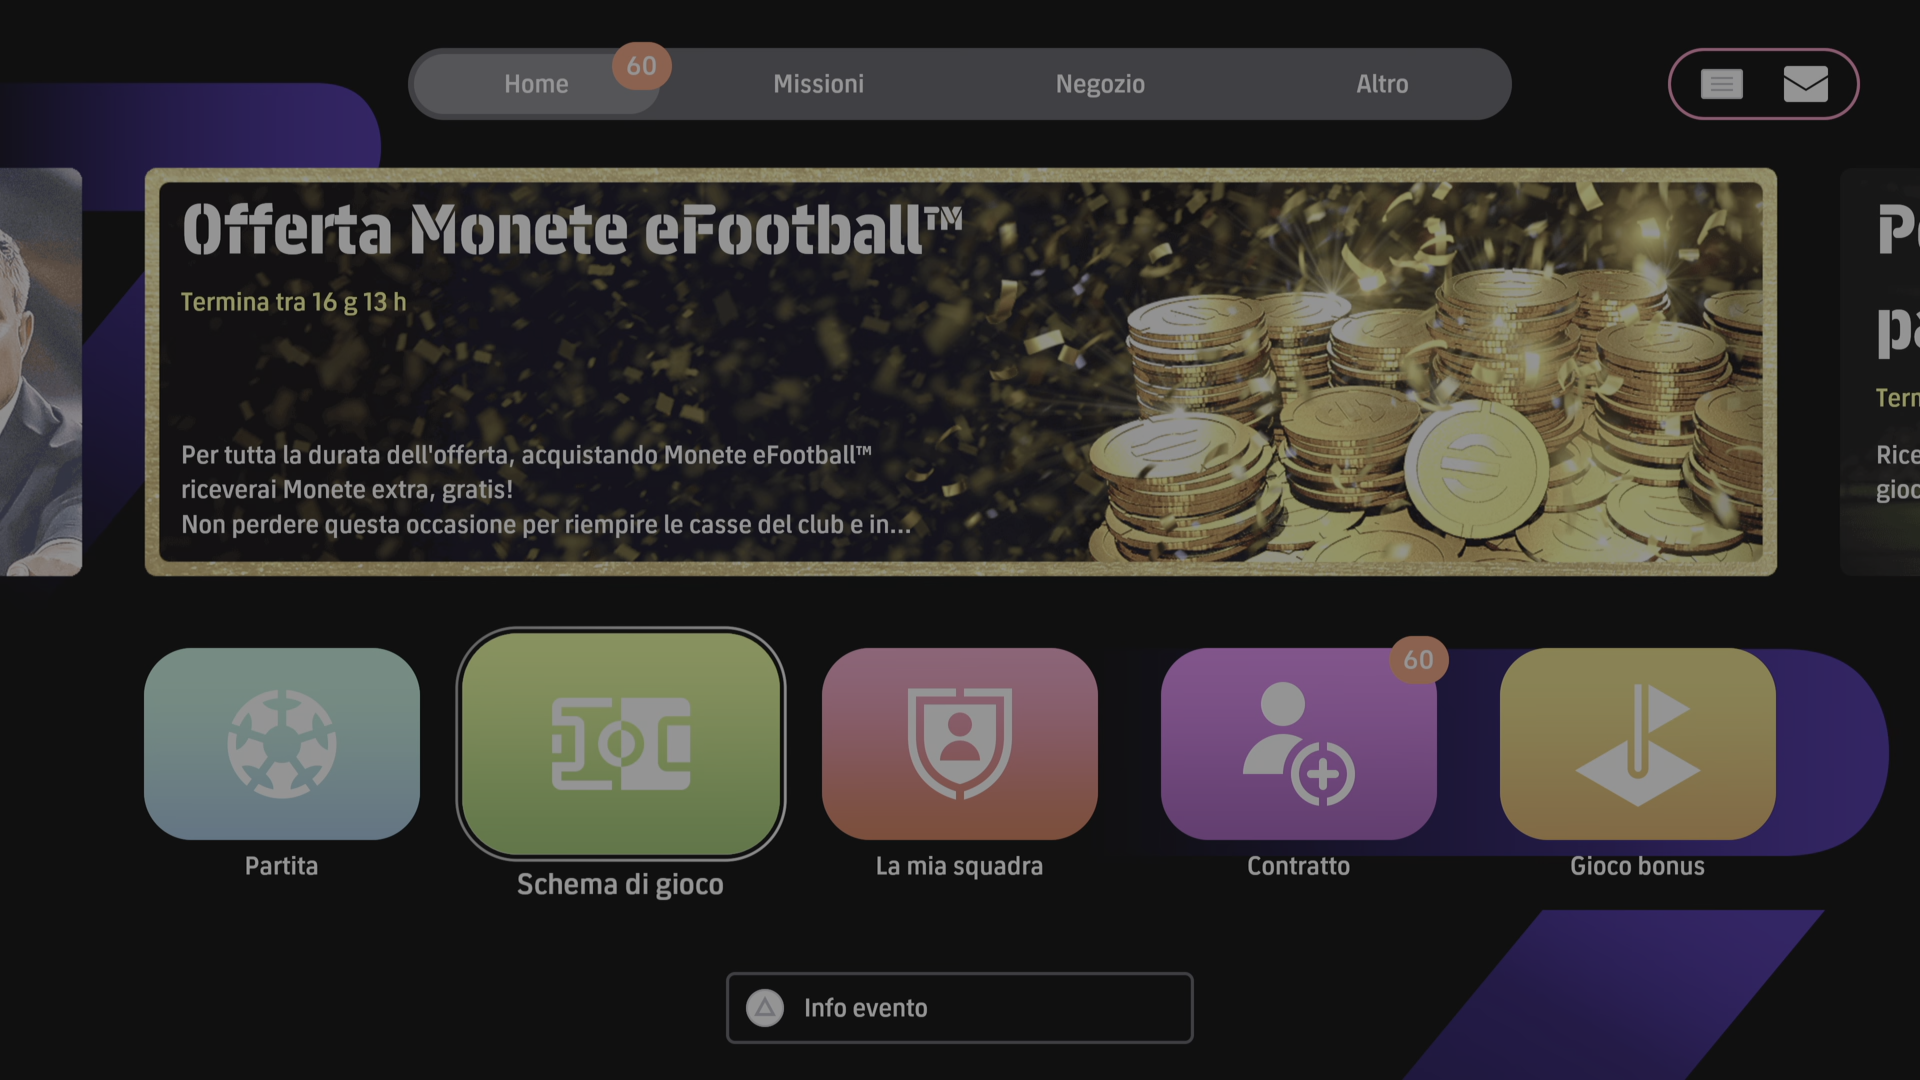 Home
60
Missioni
Negozio
Altro
Offerta Monete eFootball™
Termina tra 16 g 13 h
Per tutta la durata dell'offerta, acquistando Monete eFootball™
riceverai Monete extra, gratis!
Non perdere questa occasione per riempire le casse del club e in...
Partita
Schema di gioco
La mia squadra
60
Contratto
Gioco bonus
Info evento